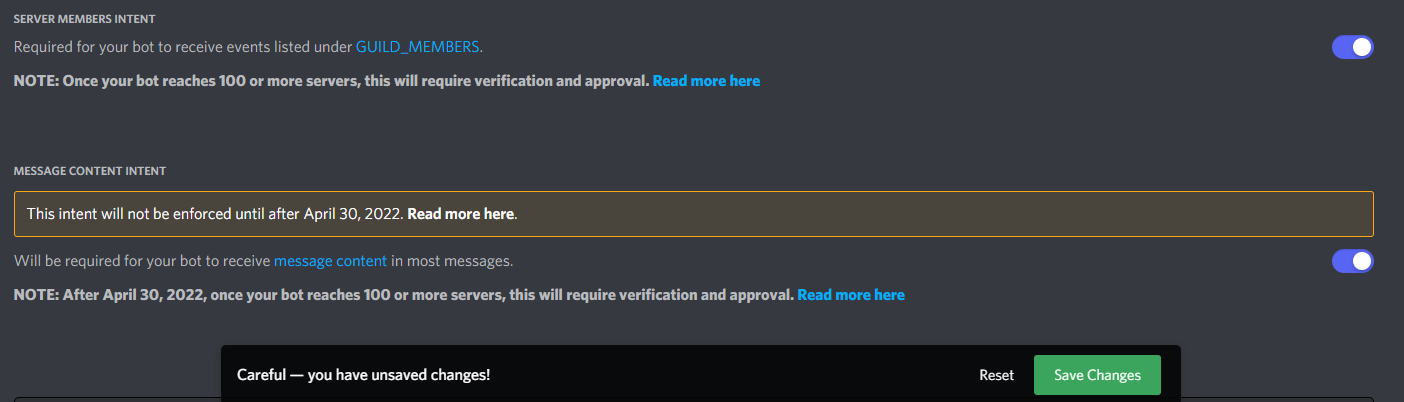 SERVER MEMBERS INTENT
Required for your bot to receive events listed under GUILD_MEMBERS.
NOTE: Once your bot reaches 100 or more servers, this will require verification and approval. Read more here
MESSAGE CONTENT INTENT
This intent will not be enforced until after April 30, 2022. Read more here.
Will be required for your bot to receive message content in most messages.
NOTE: After April 30, 2022, once your bot reaches 100 or more servers, this will require verification and approval. Read more here
Careful — you have unsaved changes! Reset Save Changes